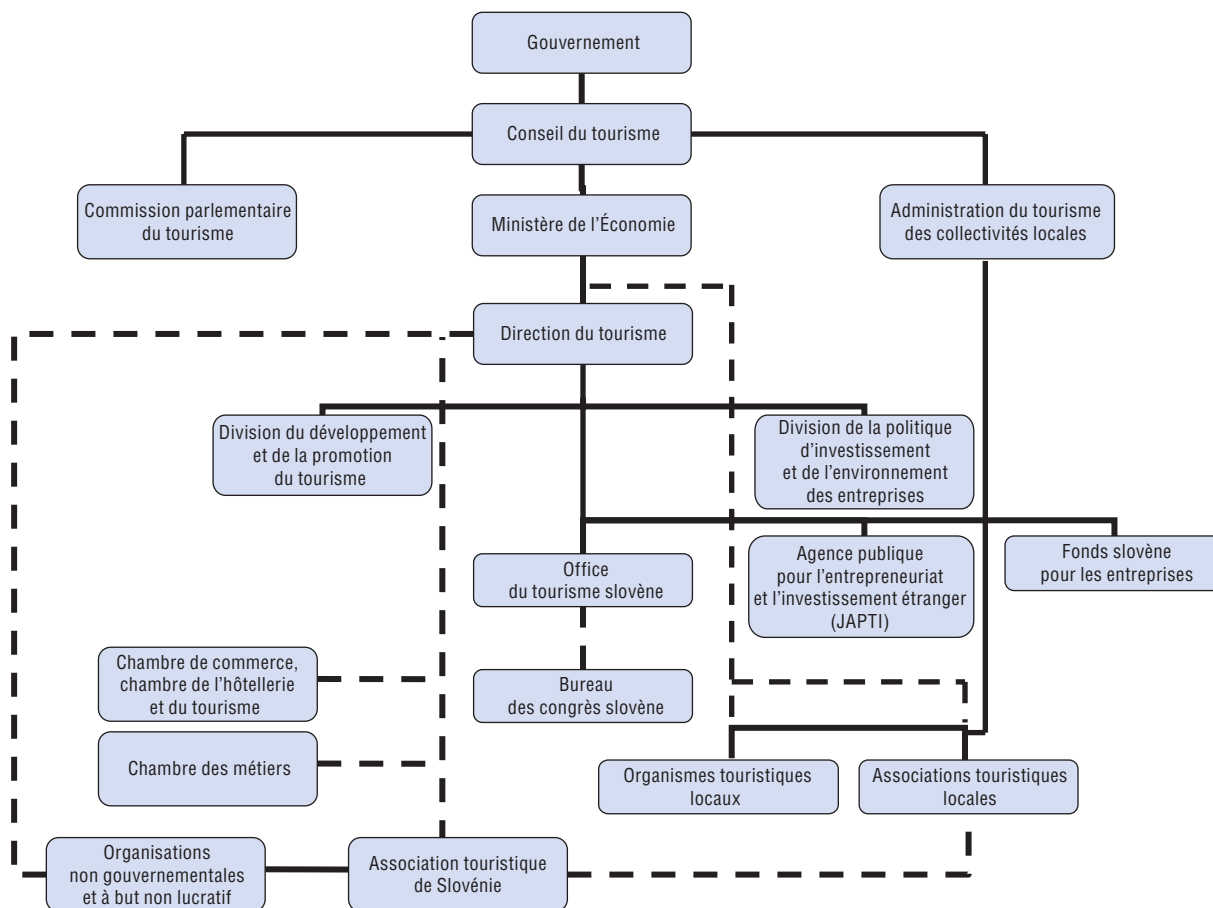 Gouvernement
Conseil du tourisme
Commission parlementaire
du tourisme
Ministère de l’Économie
Administration du tourisme
des collectivités locales
Direction du tourisme
Division du développement
et de la promotion
du tourisme
Division de la politique
d’investissement
et de l’environnement
des entreprises
Office
du tourisme slovène
Agence publique
pour l’entrepreneuriat
et l’investissement étranger
(JAPTI)
Fonds slovène
pour les entreprises
Chambre de commerce,
chambre de l’hôtellerie
et du tourisme
Bureau
des congrès slovène
Chambre des métiers
Organismes touristiques
locaux
Associations touristiques
locales
Organisations
non gouvernementales
et à but non lucratif
Association touristique
de Slovénie